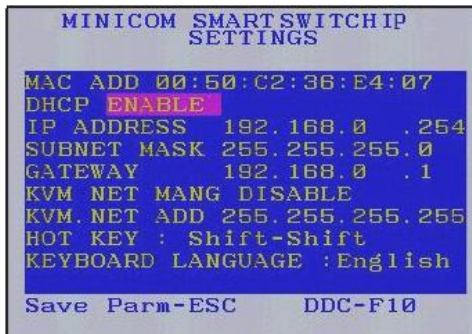 MINICOM SMARTSWITCHIP
SETTINGS
MAC ADD 00:50:C2:36:E4:07
DHCP ENABLE
IP ADDRESS 192.168.0 .254
SUBNET MASK 255.255.255.0
GATEWAY 192.168.0 .1
KVM NET MANG DISABLE
KVM.NET ADD 255.255.255.255
HOT KEY : Shift-Shift
KEYBOARD LANGUAGE :English
Save Parm-ESC DDC-F10